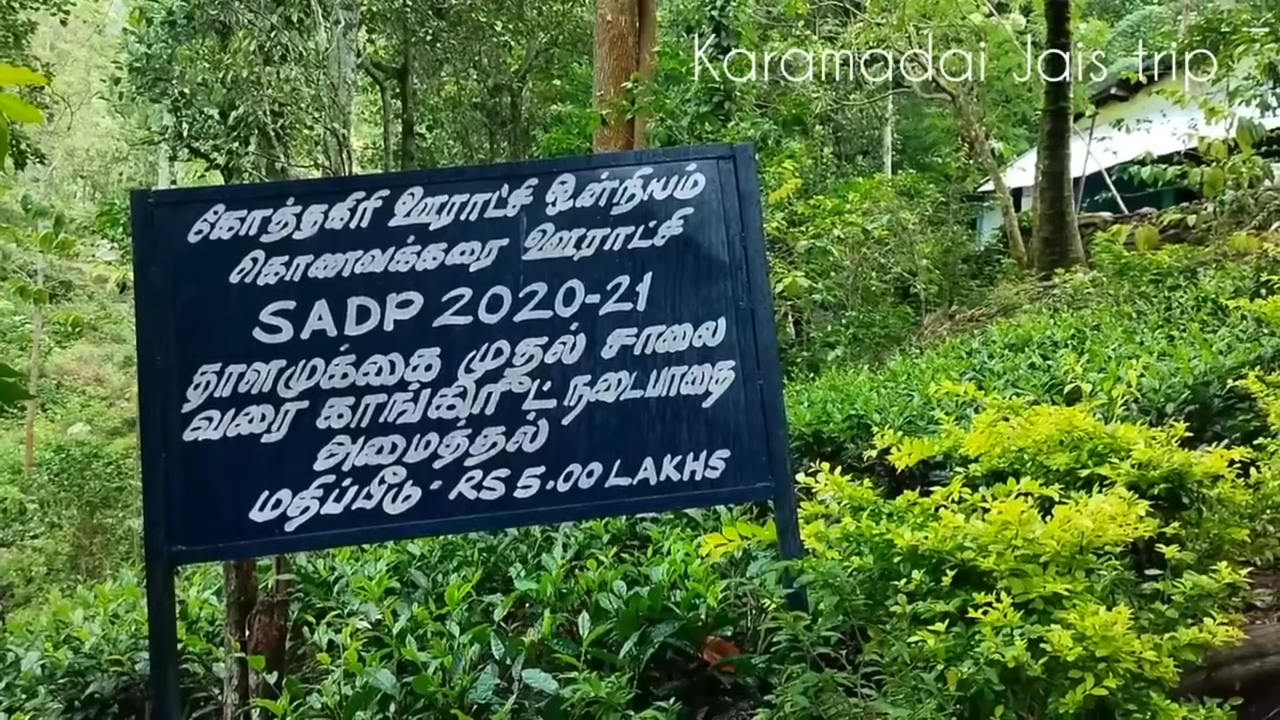 Karamadai Jais trip
கோத்தகிரி ஊராட்சி ஒன்நியம்
கொணவக்கரை ஊராட்சி
SADP 2020-21
தாளமுக்கை முதல் சாலை
வரை காங்கிரீட் நடைபாதை
அமைத்தல்
மதிப்பீடு - RS 5.00 LAKHS